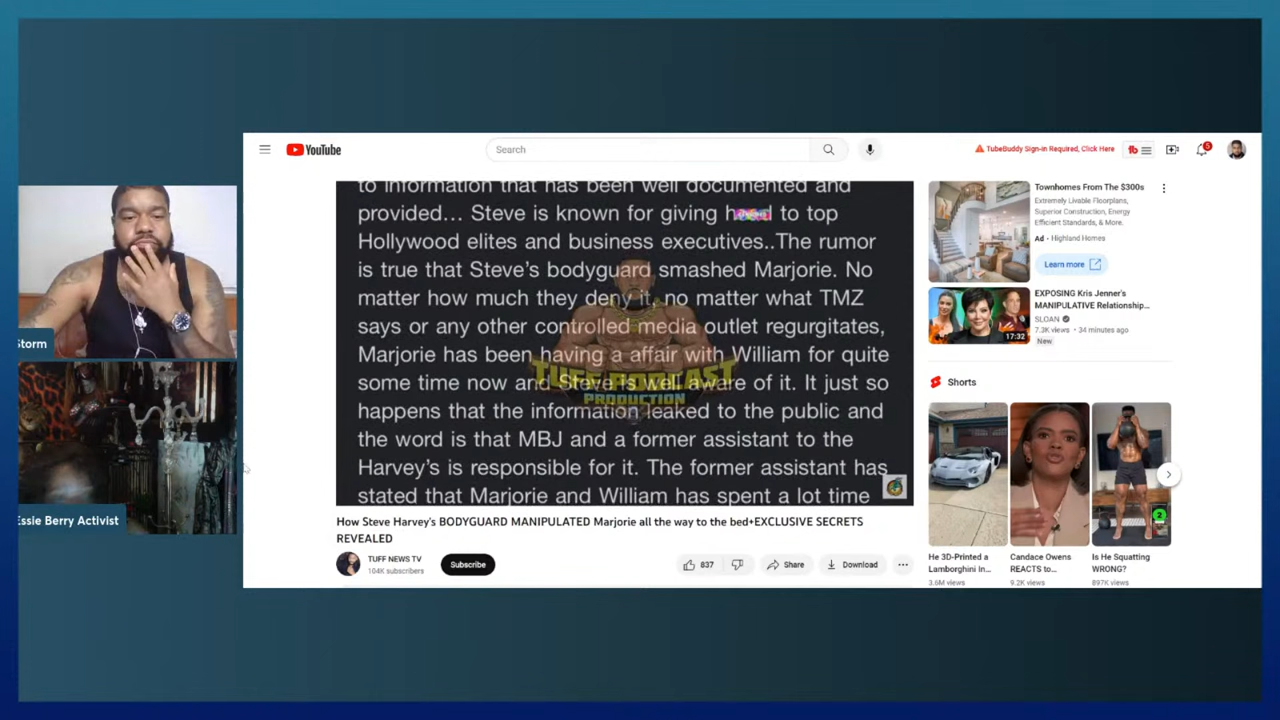 YouTube
Search
TubeBuddy Sign-in Required, Click Here
tb
5
to information that has been well documented and
provided... Steve is known for giving h d to top
Hollywood elites and business executives..The rumor
is true that Steve's bodyguard smashed Marjorie. No
matter how much they deny it, no matter what TMZ
says or any other controlled media outlet regurgitates,
Marjorie has been having a affair with William for quite
some time now and Steve is well aware of it. It just so
happens that the information leaked to the public and
the word is that MBJ and a former assistant to the
Harvey's is responsible for it. The former assistant has
stated that Marjorie and William has spent a lot time
TUFF PODCAST
PRODUCTION
How Steve Harvey's BODYGUARD MANIPULATED Marjorie all the way to the bed+EXCLUSIVE SECRETS
REVEALED
TUFF NEWS TV
104K subscribers
Subscribe
837
Share
Download
Townhomes From The $300s
Extremely Livable Floorplans,
Superior Construction, Energy
Efficient Standards, & More.
Ad · Highland Homes
Learn more
EXPOSING Kris Jenner's
MANIPULATIVE Relationship...
SLOAN
7.3K views · 34 minutes ago
New
17:32
Shorts
2
He 3D-Printed a
Lamborghini In...
3.6M views
Candace Owens
REACTS to...
9.2K views
Is He Squatting
WRONG?
897K views
Storm
Essie Berry Activist